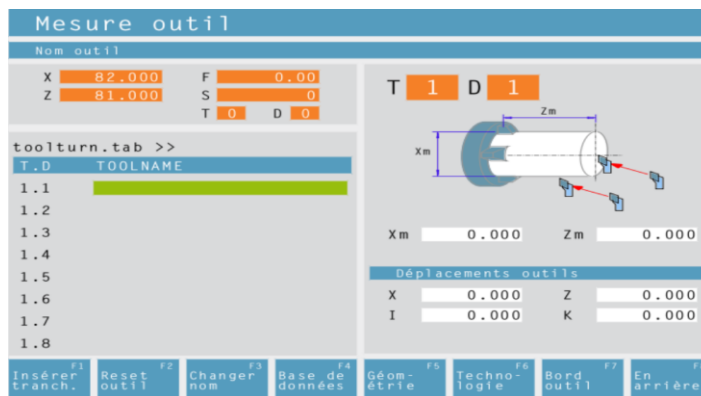 Mesure outil
Nom outil
X 82.000 F 0.00
Z 81.000 S 0
T 0 D 0
T 1 D 1
Zm
Xm
Xm 0.000 Zm 0.000
toolturn.tab >>
T.D TOOLNAME
1.1
1.2
1.3
1.4
1.5
1.6
1.7
1.8
Déplacements outils
X 0.000 Z 0.000
I 0.000 K 0.000
F1 Insérer tranch.
F2 Reset outil
F3 Changer nom
F4 Base de données
F5 Géom-étrie
F6 Techno-logie
F7 Bord outil
En arrière